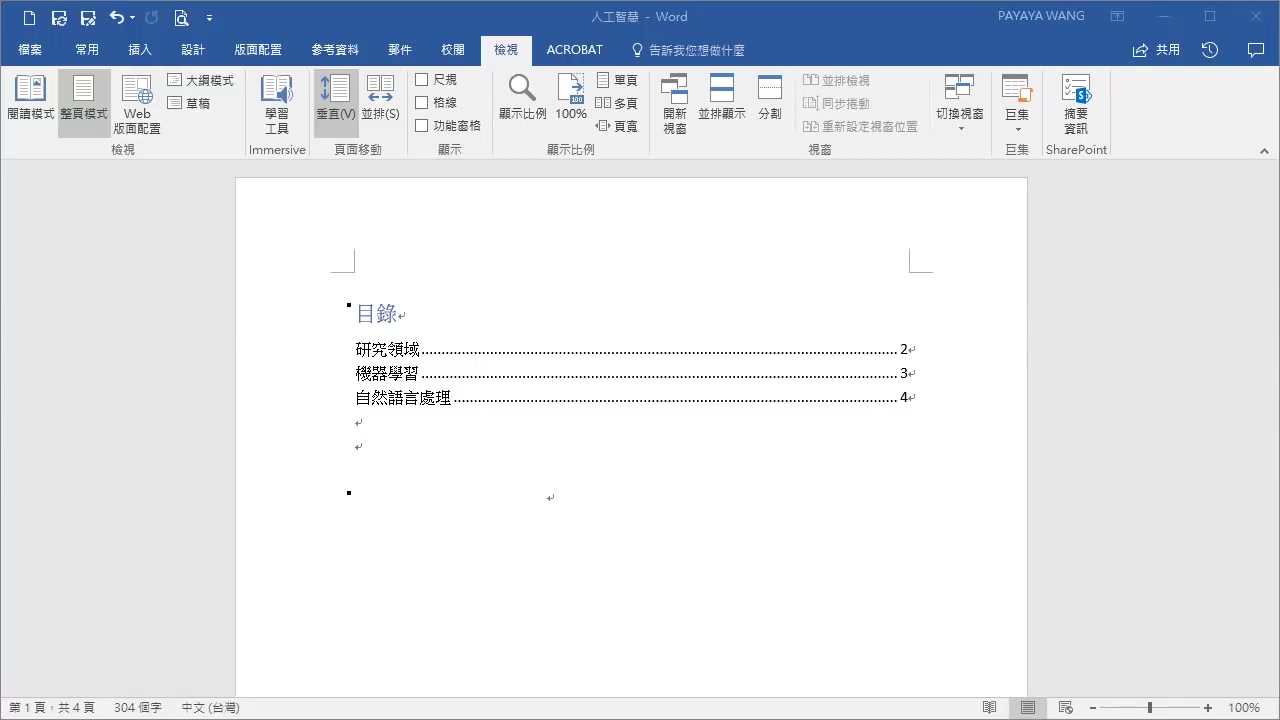 人工智慧 - Word
PAYAYA WANG
檔案 常用 插入 設計 版面配置 參考資料 郵件 校閱 檢視 ACROBAT 告訴我您想做什麼 共用
閱讀模式 整頁模式 Web 版面配置 大綱模式 草稿
檢視
學習工具
Immersive
垂直(V) 並排(S)
頁面移動
尺規
格線
功能窗格
顯示
顯示比例 100% 單頁 多頁 頁寬
100
顯示比例
開新視窗 並排顯示 分割
並排檢視
同步捲動
重新設定視窗位置
切換視窗
視窗
巨集
巨集
摘要資訊
SharePoint
目錄
研究領域 ........................................ 2
機器學習 ........................................ 3
自然語言處理 ........................................ 4
第 1 頁，共 4 頁 304 個字 中文 (台灣) 100%